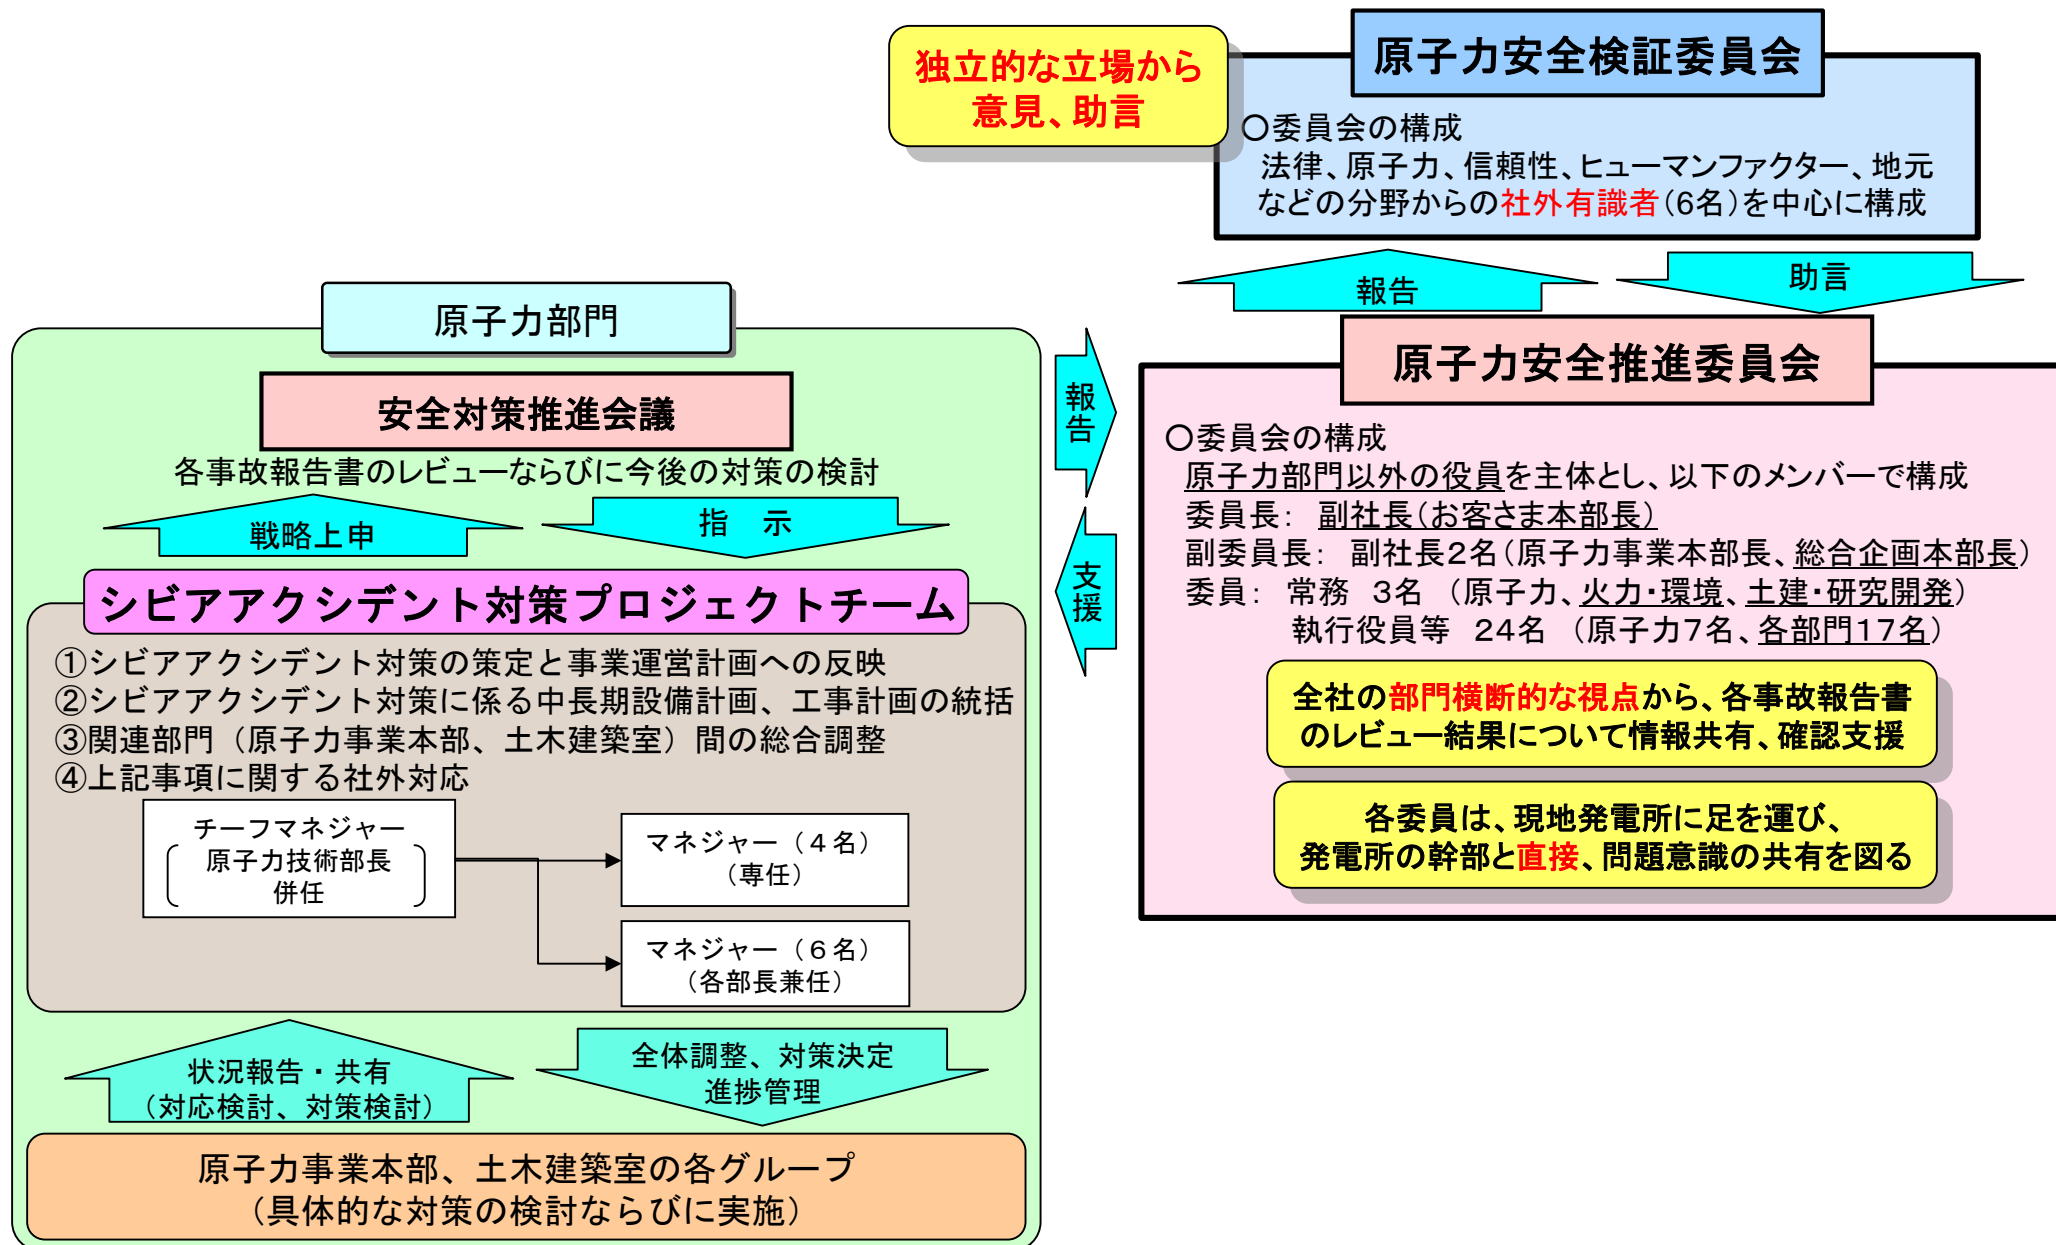 独立的な立場から
意見、助言
原子力安全検証委員会
〇委員会の構成
法律、原子力、信頼性、ヒューマンファクター、地元
などの分野からの社外有識者(6名)を中心に構成
報告
助言
原子力部門
安全対策推進会議
各事故報告書のレビューならびに今後の対策の検討
戦略上申
指　示
シビアアクシデント対策プロジェクトチーム
①シビアアクシデント対策の策定と事業運営計画への反映
②シビアアクシデント対策に係る中長期設備計画、工事計画の統括
③関連部門（原子力事業本部、土木建築室）間の総合調整
④上記事項に関する社外対応
チーフマネジャー
原子力技術部長
併任
マネジャー（４名）
（専任）
マネジャー（６名）
（各部長兼任）
状況報告・共有
（対応検討、対策検討）
全体調整、対策決定
進捗管理
原子力事業本部、土木建築室の各グループ
（具体的な対策の検討ならびに実施）
報告
支援
原子力安全推進委員会
〇委員会の構成
原子力部門以外の役員を主体とし、以下のメンバーで構成
委員長： 副社長(お客さま本部長)
副委員長： 副社長2名(原子力事業本部長、総合企画本部長)
委員： 常務 3名 （原子力、火力・環境、土建・研究開発）
執行役員等 24名 （原子力7名、各部門17名）
全社の部門横断的な視点から、各事故報告書
のレビュー結果について情報共有、確認支援
各委員は、現地発電所に足を運び、
発電所の幹部と直接、問題意識の共有を図る